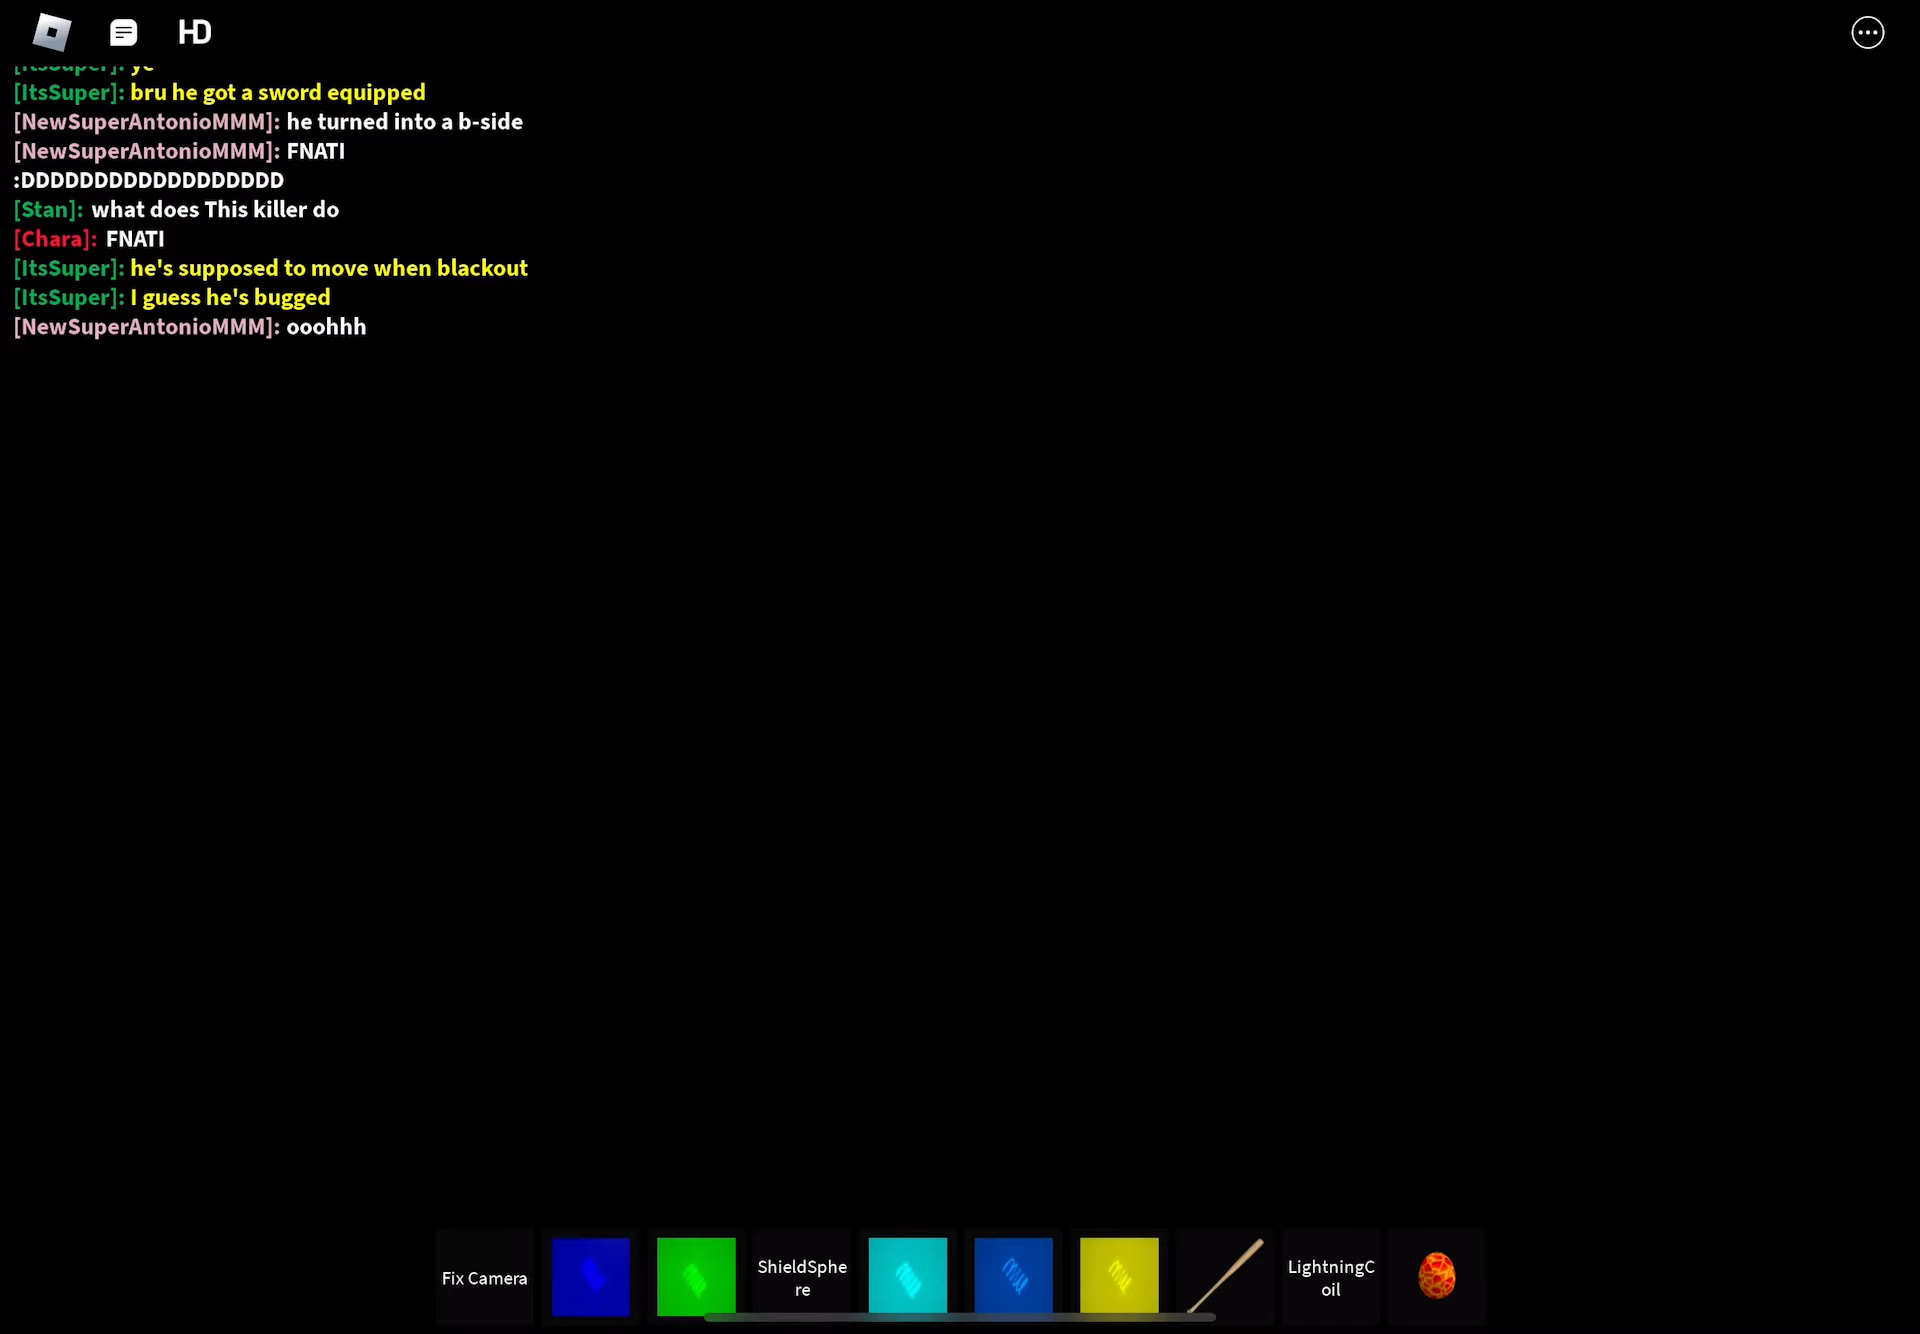 HD
[ItsSuper]: ye
[ItsSuper]: bru he got a sword equipped
[NewSuperAntonioMMM]: he turned into a b-side
[NewSuperAntonioMMM]: FNATI
:DDDDDDDDDDDDDDDDDD
[Stan]: what does This killer do
[Chara]: FNATI
[ItsSuper]: he's supposed to move when blackout
[ItsSuper]: I guess he's bugged
[NewSuperAntonioMMM]: ooohhh
Fix Camera
ShieldSphe
re
LightningC
oil